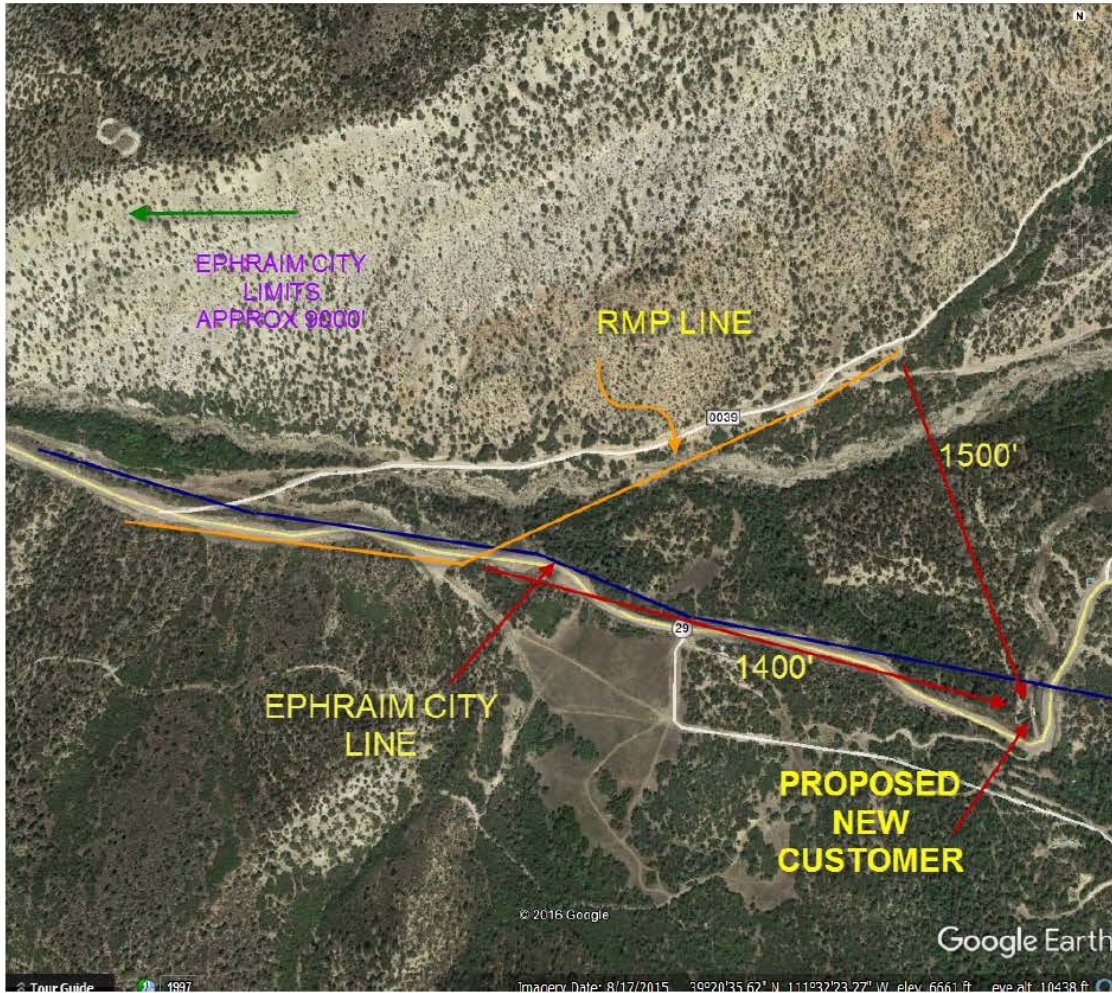 N
EPHRAIM CITY
LIMITS
APPROX 9000'
RMP LINE
0039
1500'
29
1400'
EPHRAIM CITY
LINE
PROPOSED
NEW
CUSTOMER
© 2016 Google
Google Earth
Tour Guide
1997
Imagery Date: 8/17/2015 39°20'35.62" N 111°32'23.27" W elev 6661 ft eye alt 10438 ft